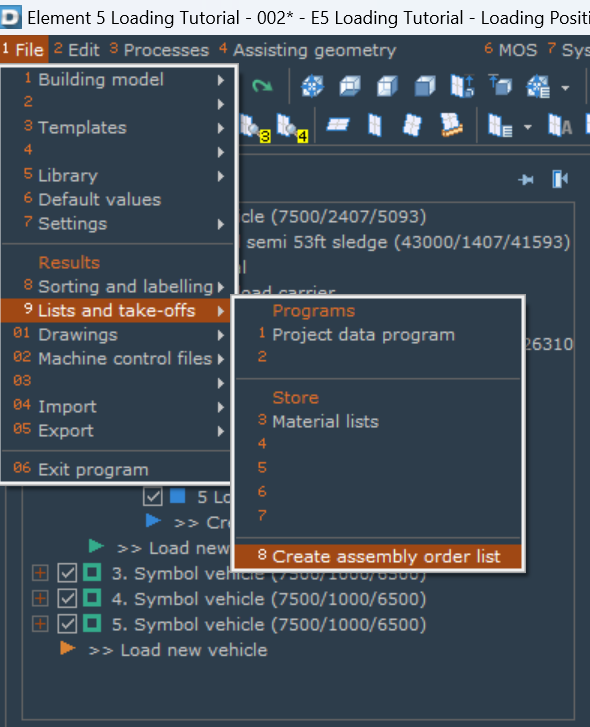 Element 5 Loading Tutorial - 002* - E5 Loading Tutorial - Loading Positi
1 File 2 Edit 3 Processes 4 Assisting geometry 6 MOS 7 Sys
1 Building model
2
3 Templates
4
3
4
5 Library
6 Default values
7 Settings
cle (7500/2407/5093)
semi 53ft sledge (43000/1407/41593)
Results
8 Sorting and labelling
oad carrier
9 Lists and take-offs
Programs
01 Drawings
1 Project data program
26310
02 Machine control files
2
03
Store
04 Import
3 Material lists
05 Export
4
06 Exit program
5
5 Lo
6
>> Cre
7
>> Load new
8 Create assembly order list
3. Symbol vehicle (7500/1000/6500)
4. Symbol vehicle (7500/1000/6500)
5. Symbol vehicle (7500/1000/6500)
>> Load new vehicle